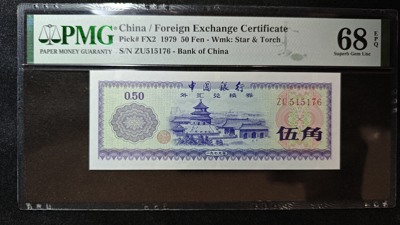 PMG
PAPER MONEY GUARANTY
China / Foreign Exchange Certificate
Pick# FX2 1979 50 Fen - Wmk: Star & Torch
S/N ZU515176 - Bank of China
68 EPQ
Superb Gem Unc
0.50
中国银行
外汇兑换券
ZU515176
伍角